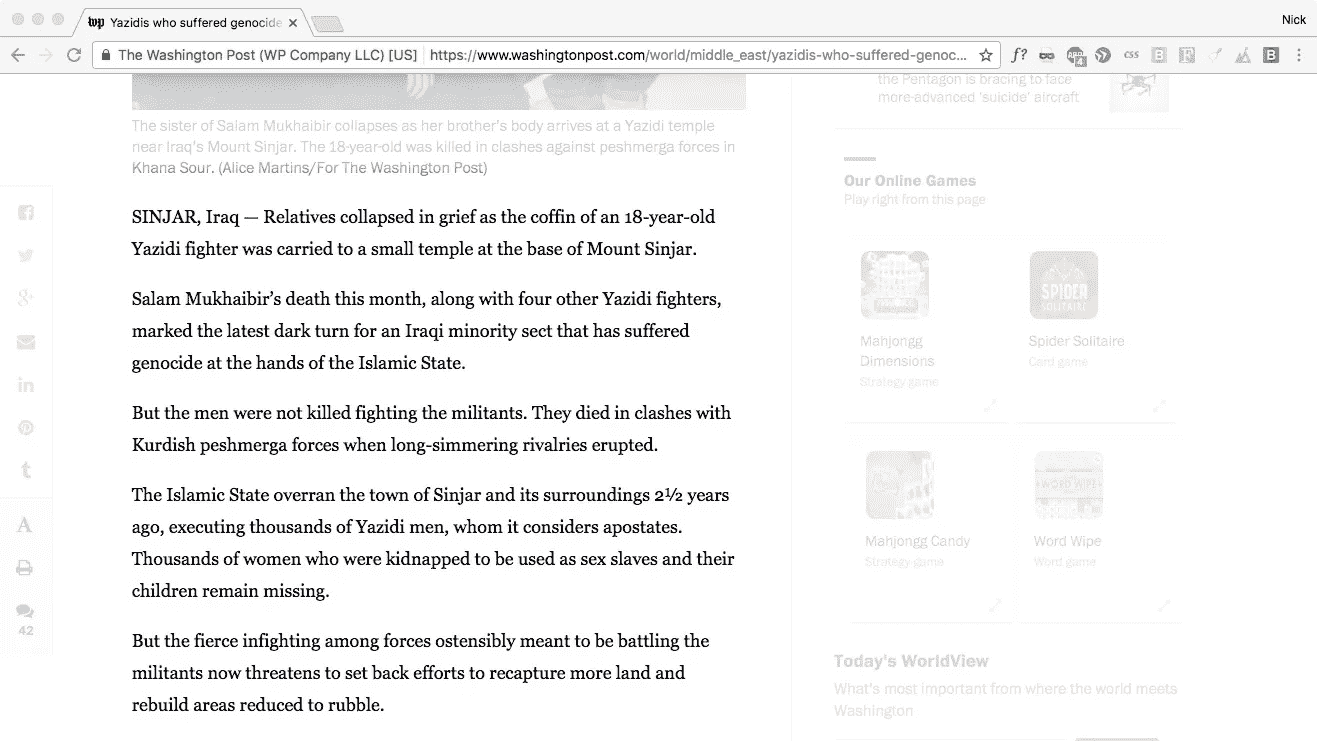 wp Yazidis who suffered genocide
Nick
The Washington Post (WP Company LLC) [US] https://www.washingtonpost.com/world/middle_east/yazidis-who-suffered-genoc...
f?
4
css
B
F
B
The sister of Salam Mukhaibir collapses as her brother's body arrives at a Yazidi temple
near Iraq's Mount Sinjar. The 18-year-old was killed in clashes against peshmerga forces in
Khana Sour. (Alice Martins/For The Washington Post)
SINJAR, Iraq — Relatives collapsed in grief as the coffin of an 18-year-old
Yazidi fighter was carried to a small temple at the base of Mount Sinjar.
Salam Mukhaibir’s death this month, along with four other Yazidi fighters,
marked the latest dark turn for an Iraqi minority sect that has suffered
genocide at the hands of the Islamic State.
But the men were not killed fighting the militants. They died in clashes with
Kurdish peshmerga forces when long-simmering rivalries erupted.
The Islamic State overran the town of Sinjar and its surroundings 2½ years
ago, executing thousands of Yazidi men, whom it considers apostates.
Thousands of women who were kidnapped to be used as sex slaves and their
children remain missing.
But the fierce infighting among forces ostensibly meant to be battling the
militants now threatens to set back efforts to recapture more land and
rebuild areas reduced to rubble.
A
42
the Pentagon is bracing to face
more-advanced 'suicide' aircraft
Our Online Games
Play right from this page
SPIDER
SOLITAIRE
Mahjongg
Dimensions
Strategy game
Spider Solitaire
Card game
WORD WIPE
Mahjongg Candy
Strategy game
Word Wipe
Word game
Today's WorldView
What's most important from where the world meets
Washington